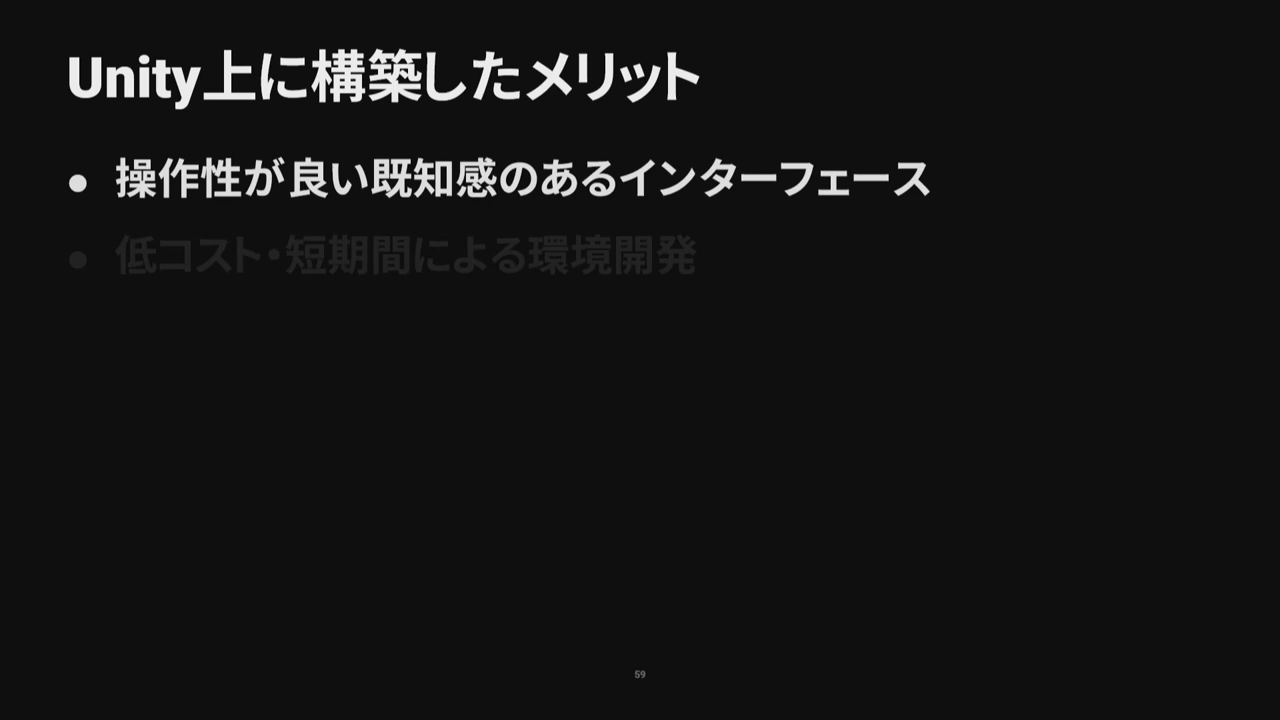 Unity上に構築したメリット
● 操作性が良い既知感のあるインターフェース
● 低コスト・短期間による環境開発
59